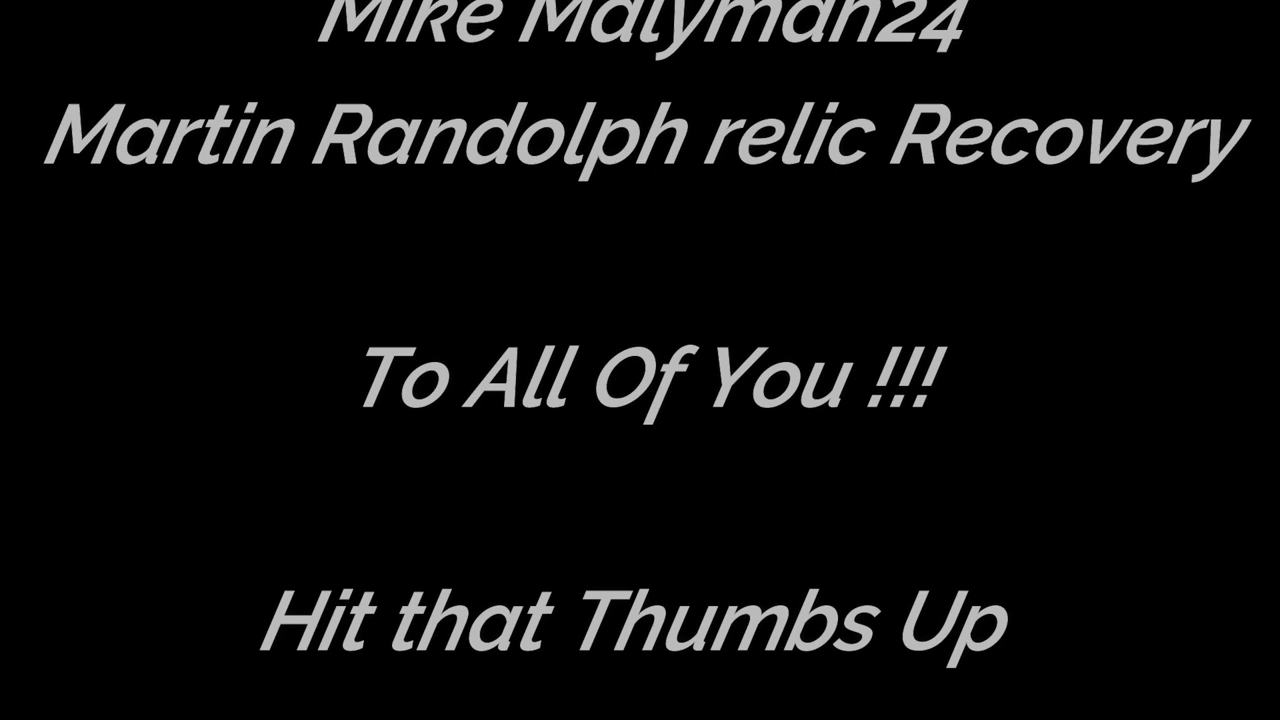 Mike Malyman24
Martin Randolph relic Recovery
To All Of You !!!
Hit that Thumbs Up